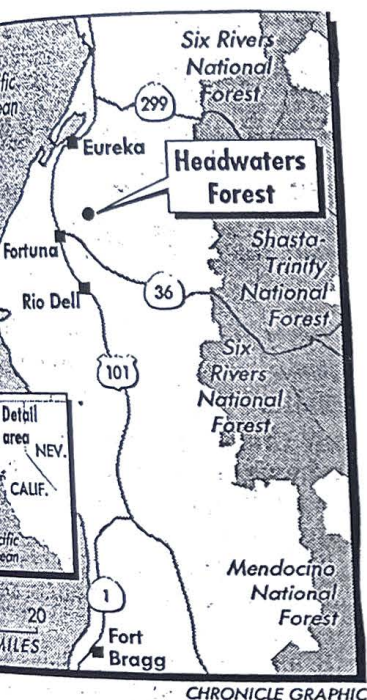 Six Rivers
National
Forest
299
Eureka
Headwaters
Forest
Fortuna
Shasta-
Trinity
National
Forest
36
Rio Dell
Six
Rivers
National
Forest
101
Detail
area
NEV.
CALIF.
Mendocino
National
Forest
1
20
MILES
Fort
Bragg
CHRONICLE GRAPHIC